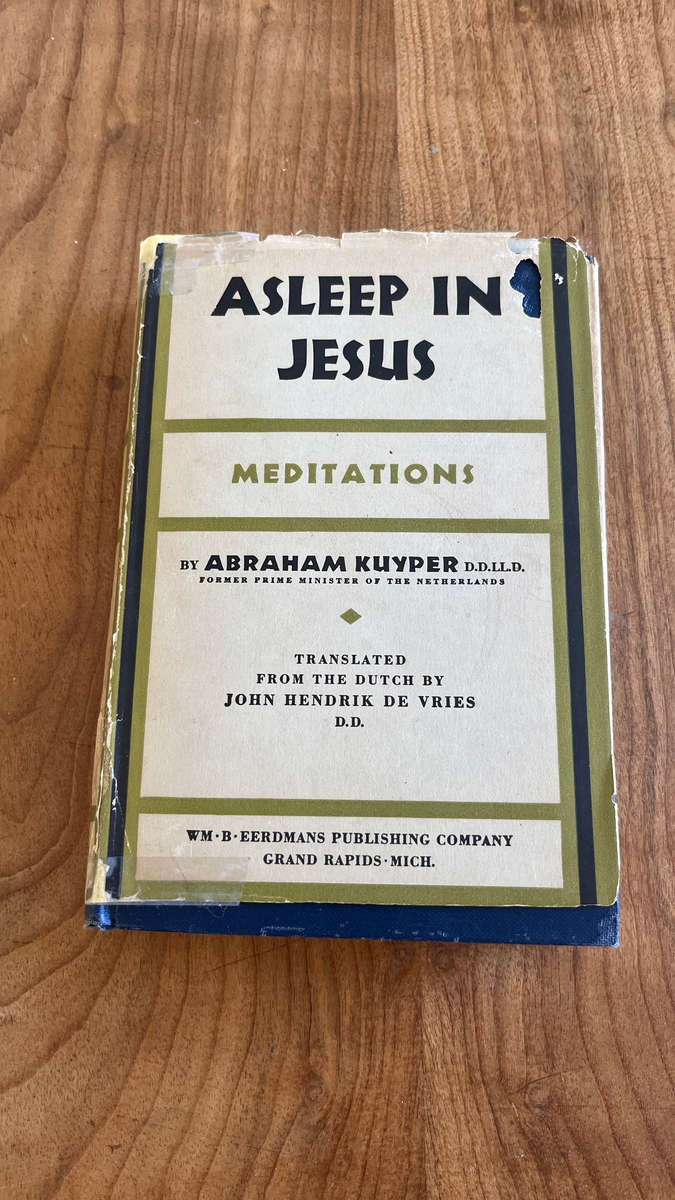 ASLEEP IN
JESUS
MEDITATIONS
BY ABRAHAM KUYPER D.D.LL.D.
FORMER PRIME MINISTER OF THE NETHERLANDS
TRANSLATED
FROM THE DUTCH BY
JOHN HENDRIK DE VRIES
D.D.
WM·B·EERDMANS PUBLISHING COMPANY
GRAND RAPIDS·MICH.